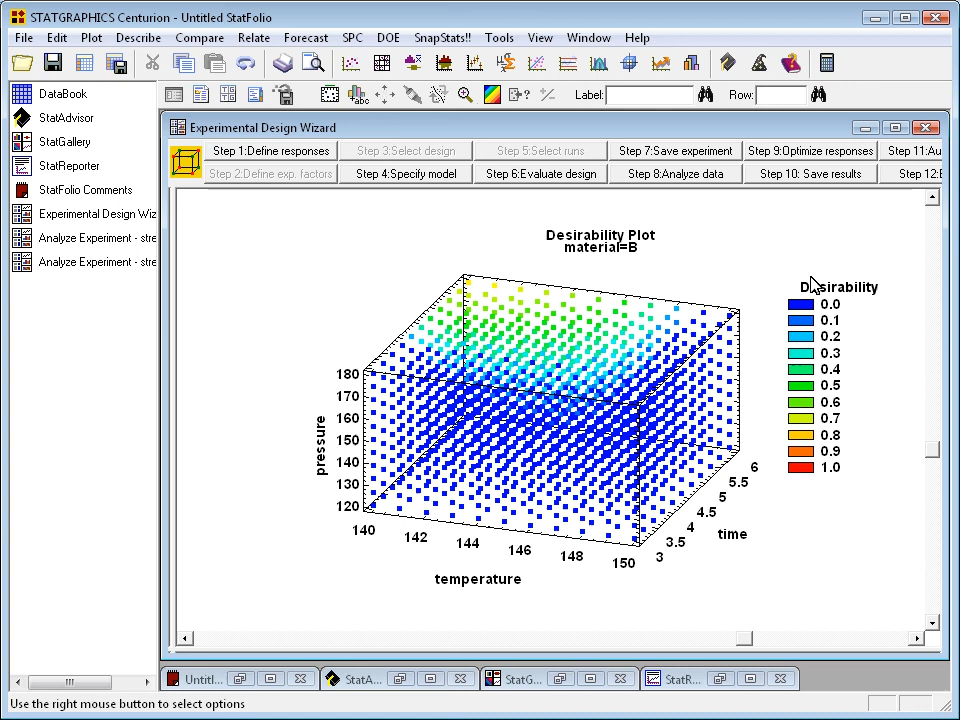 STATGRAPHICS Centurion - Untitled StatFolio
File Edit Plot Describe Compare Relate Forecast SPC DOE SnapStats!! Tools View Window Help
Label: Row:
DataBook
StatAdvisor
StatGallery
StatReporter
StatFolio Comments
Experimental Design Wiz
Analyze Experiment - stre
Analyze Experiment - stre
Experimental Design Wizard
Step 1:Define responses Step 3:Select design Step 5:Select runs Step 7:Save experiment Step 9:Optimize responses Step 11:Au
Step 2:Define exp. factors Step 4:Specify model Step 6:Evaluate design Step 8:Analyze data Step 10: Save results Step 12:E
Desirability Plot
material=B
Desirability
0.0
0.1
0.2
0.3
0.4
0.5
0.6
0.7
0.8
0.9
1.0
pressure
180
170
160
150
140
130
120
140 142 144 146 148 150
temperature
3 3.5 4 4.5 5 5.5 6
time
Untitl... StatA... StatG... StatR...
Use the right mouse button to select options